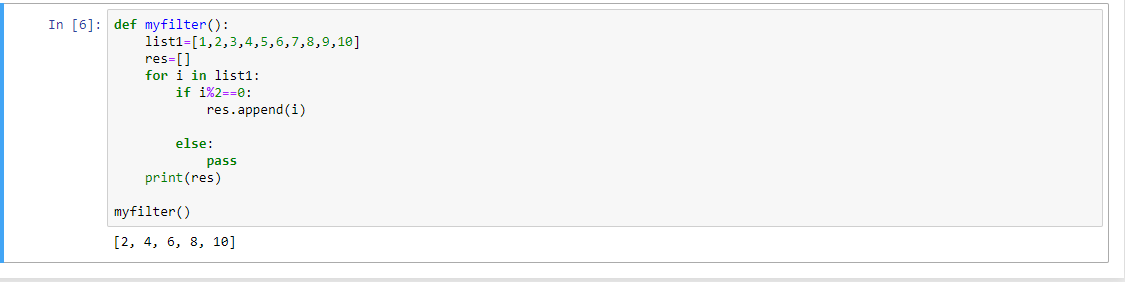 In [6]: def myfilter():
    list1=[1,2,3,4,5,6,7,8,9,10]
    res=[]
    for i in list1:
        if i%2==0:
            res.append(i)

        else:
            pass
    print(res)

myfilter()
[2, 4, 6, 8, 10]